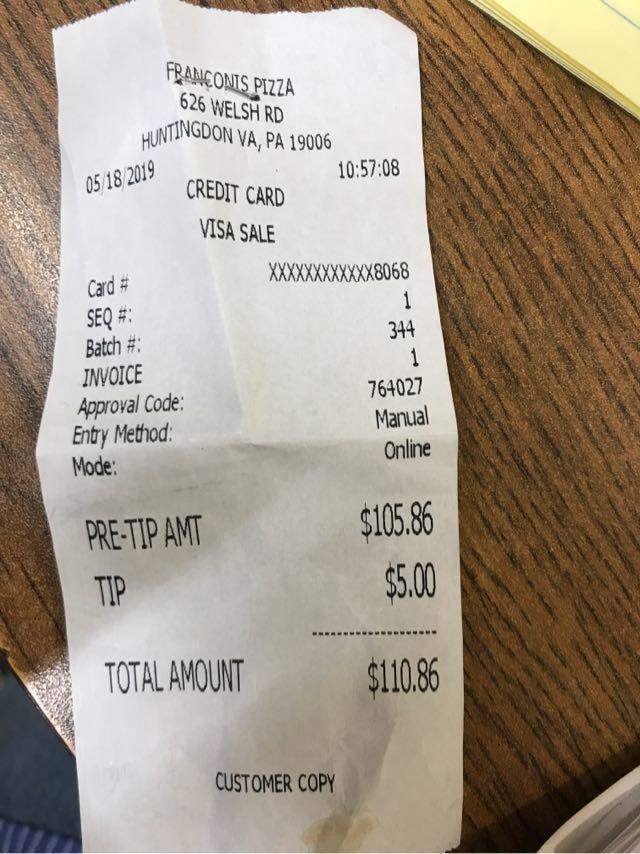 FRANCONIS PIZZA
626 WELSH RD
HUNTINGDON VA, PA 19006
05/18/2019 10:57:08
CREDIT CARD
VISA SALE
Card # XXXXXXXXXXXX8068
SEQ #: 1
Batch #: 344
INVOICE 1
Approval Code: 764027
Entry Method: Manual
Mode: Online
PRE-TIP AMT $105.86
TIP $5.00
--------------------
TOTAL AMOUNT $110.86
CUSTOMER COPY